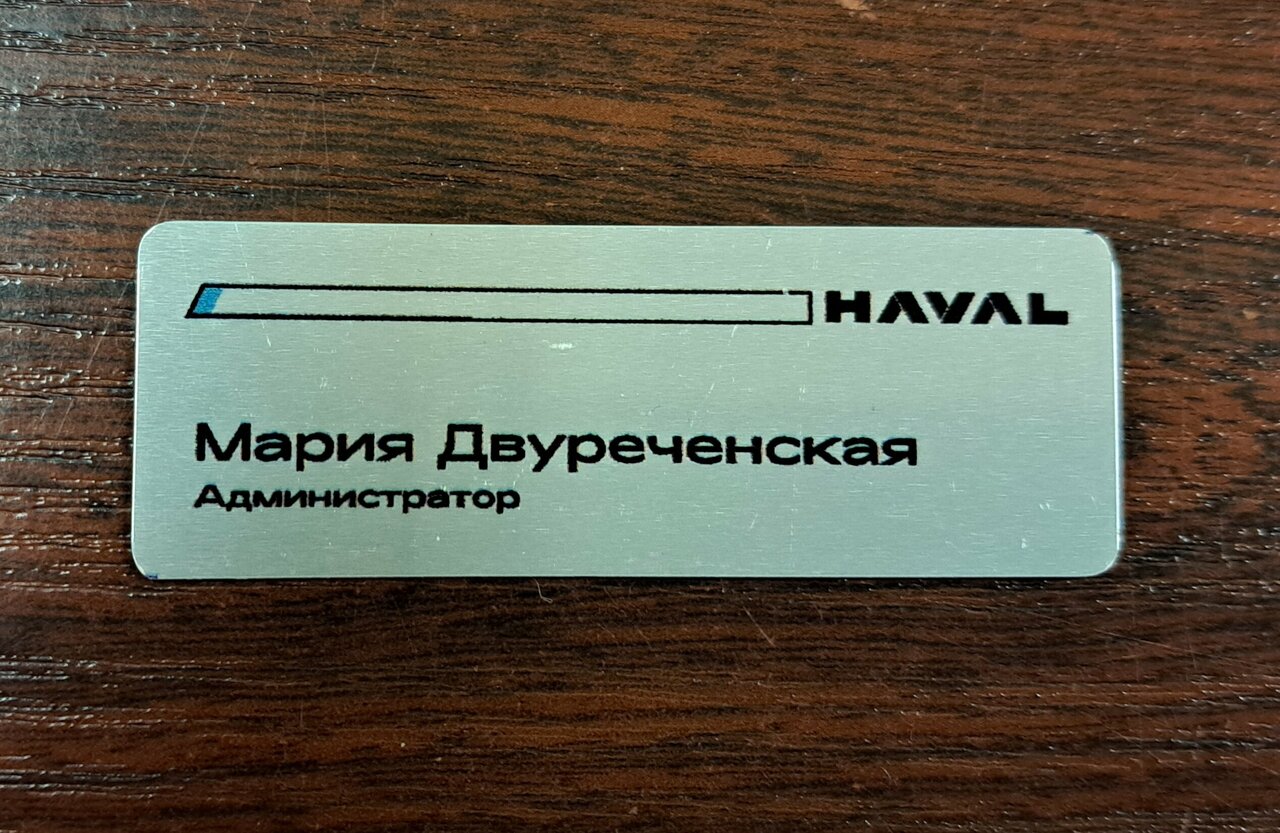 HAVAL
Мария Двуреченская
Администратор